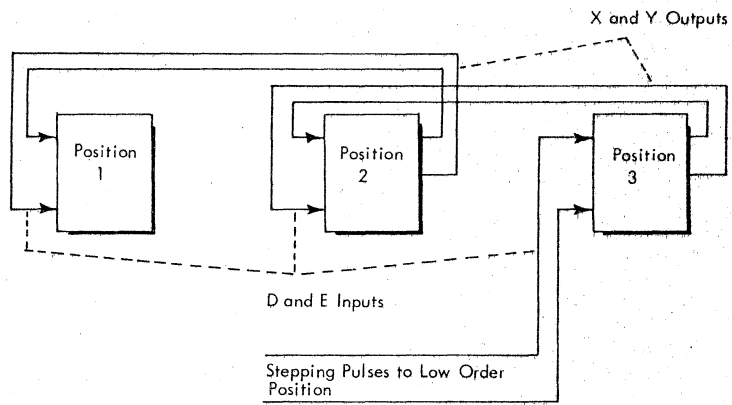 X and Y Outputs
Position
1
Position
2
Position
3
D and E Inputs
Stepping Pulses to Low Order
Position